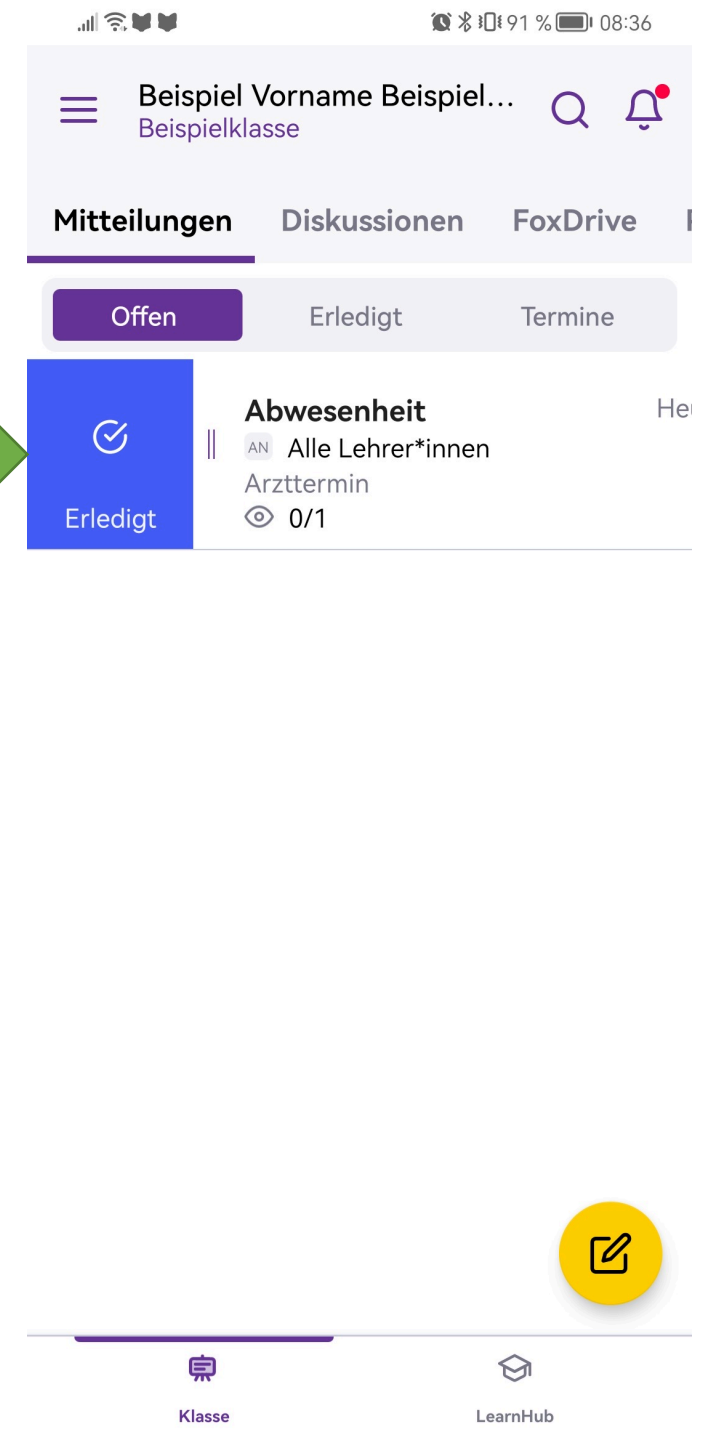 91 % 08:36
Beispiel Vorname Beispiel...
Beispielklasse
Mitteilungen Diskussionen FoxDrive
Offen Erledigt Termine
Abwesenheit
AN Alle Lehrer*innen
Arzttermin
0/1
Erledigt
Klasse LearnHub